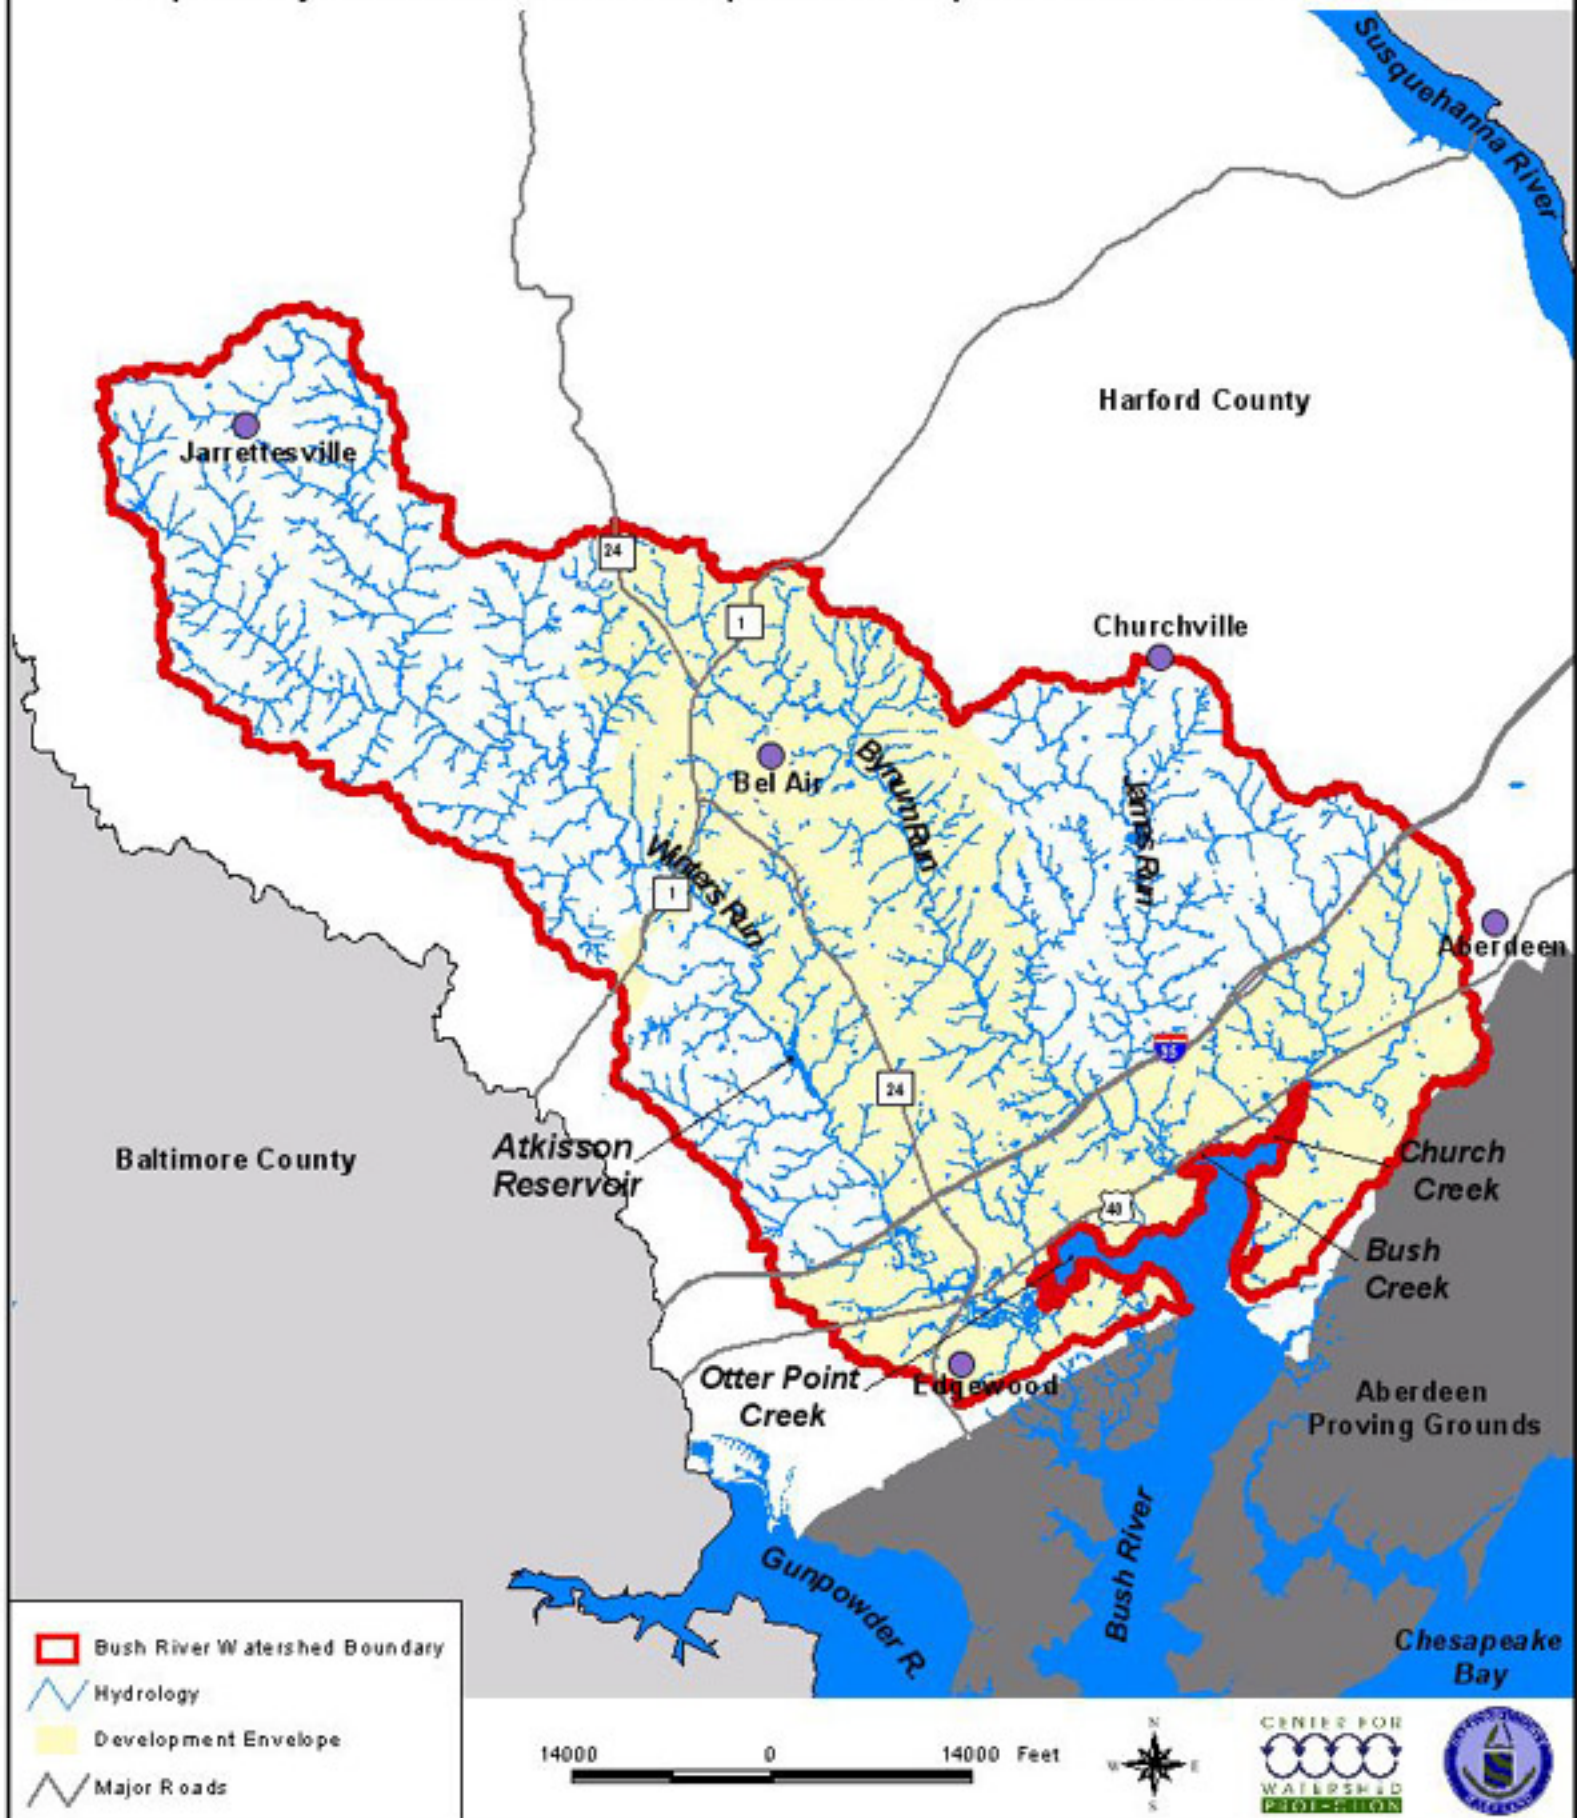 Susquehanna River
Harford County
Jarrettesville
24
1
Churchville
Bel Air
Bynum Run
James Run
Winters Run
1
Aberdeen
95
24
Atkisson
Reservoir
Baltimore County
Church
Creek
40
Bush
Creek
Otter Point
Creek
Edgewood
Aberdeen
Proving Grounds
Gunpowder R.
Bush River
Chesapeake
Bay
Bush River Watershed Boundary
Hydrology
Development Envelope
Major Roads
14000 0 14000 Feet
N
W E
S
CENTER FOR
WATERSHED
PROTECTION